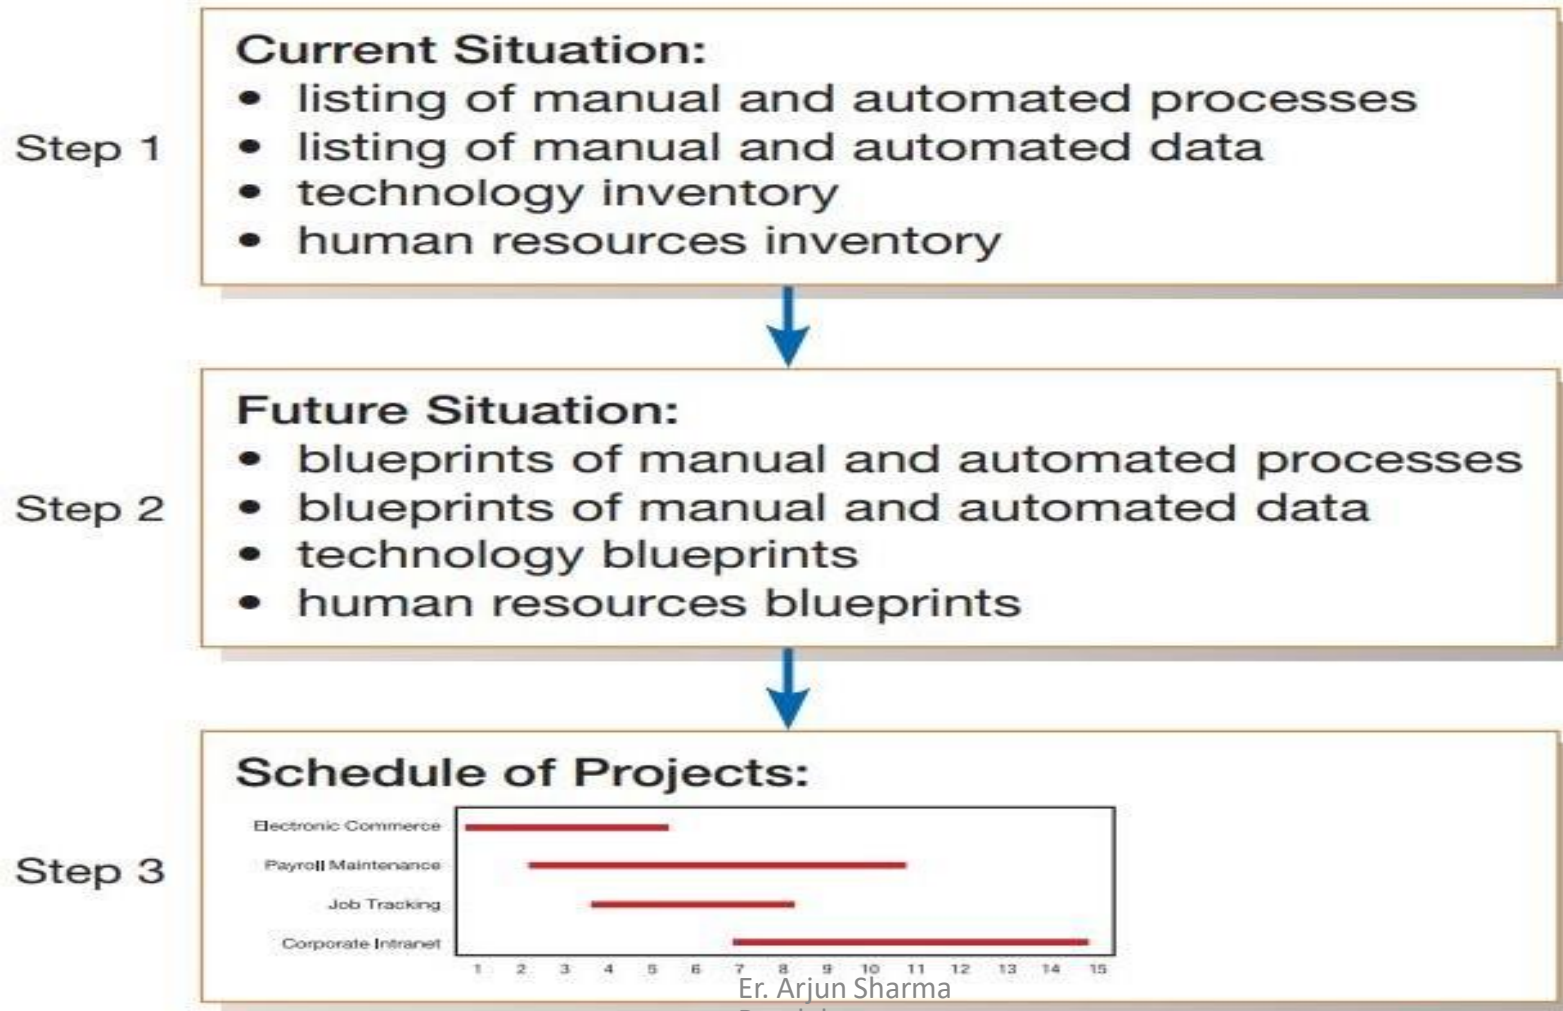 Step 1
Current Situation:
• listing of manual and automated processes
• listing of manual and automated data
• technology inventory
• human resources inventory
Step 2
Future Situation:
• blueprints of manual and automated processes
• blueprints of manual and automated data
• technology blueprints
• human resources blueprints
Step 3
Schedule of Projects:
Electronic Commerce
Payroll Maintenance
Job Tracking
Corporate Intranet
1 2 3 4 5 6 7 8 9 10 11 12 13 14 15
Er. Arjun Sharma